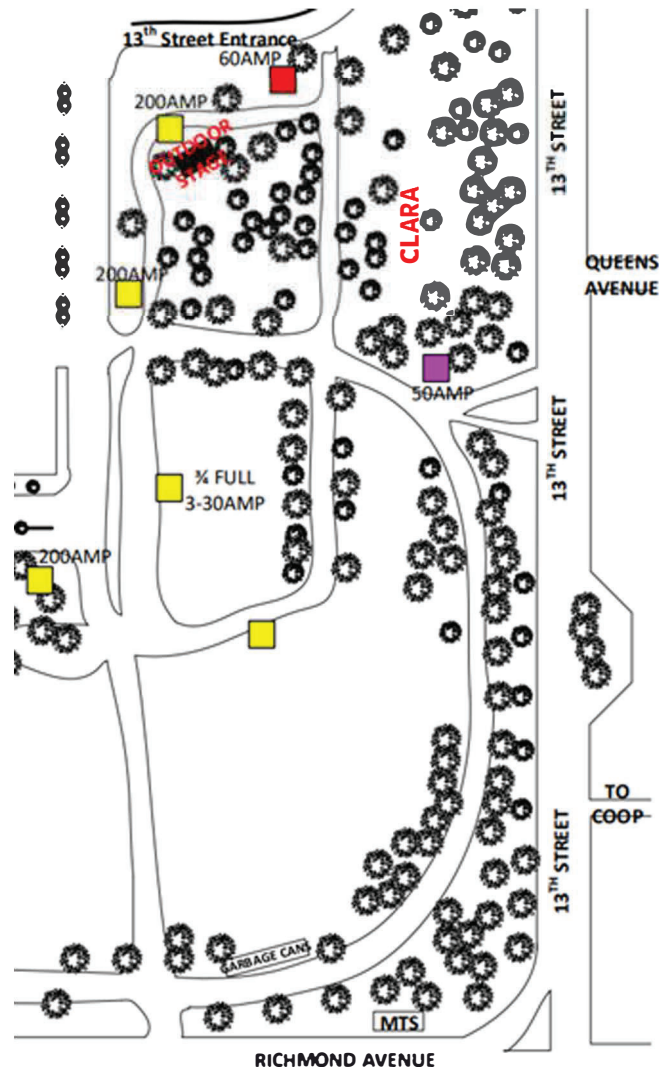 13th Street Entrance
60AMP
200AMP
OUTDOOR
STAGE
13TH STREET
CLARA
QUEENS
AVENUE
200AMP
50AMP
13TH STREET
¾ FULL
3-30AMP
200AMP
TO
COOP
13TH STREET
GARBAGE CANS
MTS
RICHMOND AVENUE